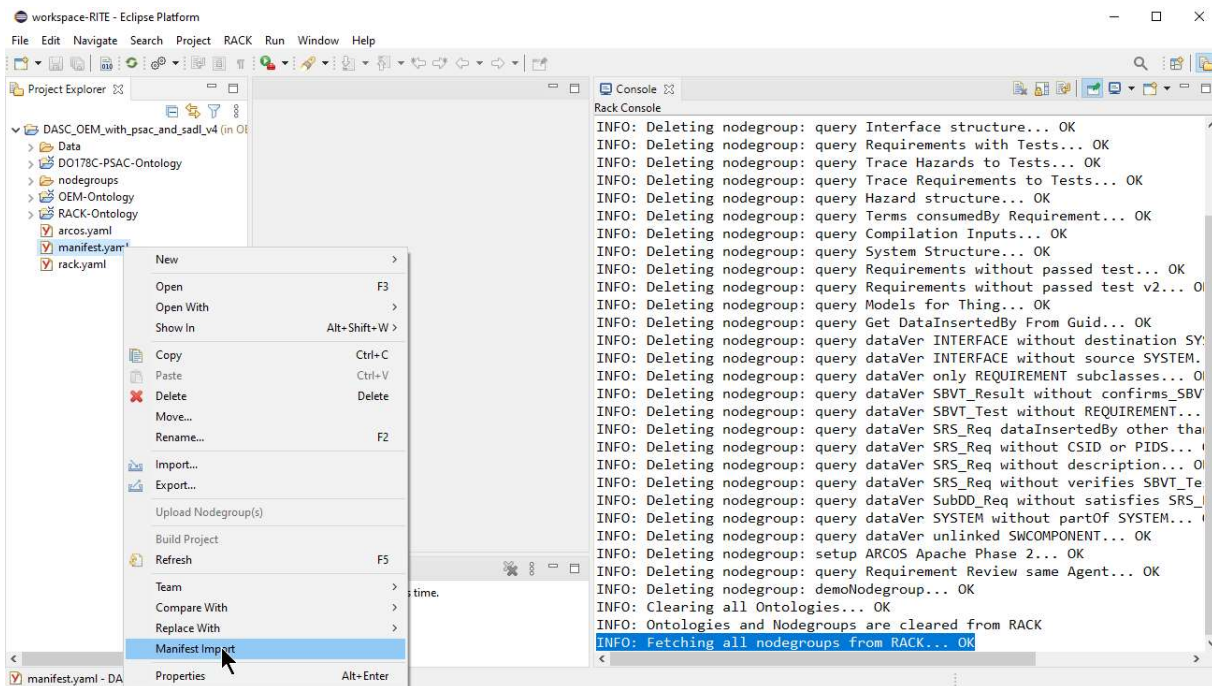 workspace-RITE - Eclipse Platform
File Edit Navigate Search Project RACK Run Window Help
Project Explorer
DASC_OEM_with_psac_and_sadl_v4 (in OE
Data
DO178C-PSAC-Ontology
nodegroups
OEM-Ontology
RACK-Ontology
arcos.yaml
manifest.yaml
rack.yaml
New
Open F3
Open With
Show In Alt+Shift+W
Copy Ctrl+C
Paste Ctrl+V
Delete Delete
Move...
Rename... F2
Import...
Export...
Upload Nodegroup(s)
Build Project
Refresh F5
Team
Compare With
Replace With
Manifest Import
Properties Alt+Enter
s time.
Console
Rack Console
INFO: Deleting nodegroup: query Interface structure... OK
INFO: Deleting nodegroup: query Requirements with Tests... OK
INFO: Deleting nodegroup: query Trace Hazards to Tests... OK
INFO: Deleting nodegroup: query Trace Requirements to Tests... OK
INFO: Deleting nodegroup: query Hazard structure... OK
INFO: Deleting nodegroup: query Terms consumedBy Requirement... OK
INFO: Deleting nodegroup: query Compilation Inputs... OK
INFO: Deleting nodegroup: query System Structure... OK
INFO: Deleting nodegroup: query Requirements without passed test... OK
INFO: Deleting nodegroup: query Requirements without passed test v2... O
INFO: Deleting nodegroup: query Models for Thing... OK
INFO: Deleting nodegroup: query Get DataInsertedBy From Guid... OK
INFO: Deleting nodegroup: query dataVer INTERFACE without destination SY
INFO: Deleting nodegroup: query dataVer INTERFACE without source SYSTEM.
INFO: Deleting nodegroup: query dataVer only REQUIREMENT subclasses... O
INFO: Deleting nodegroup: query dataVer SBVT_Result without confirms_SBV
INFO: Deleting nodegroup: query dataVer SBVT_Test without REQUIREMENT...
INFO: Deleting nodegroup: query dataVer SRS_Req dataInsertedBy other tha
INFO: Deleting nodegroup: query dataVer SRS_Req without CSID or PIDS...
INFO: Deleting nodegroup: query dataVer SRS_Req without description... O
INFO: Deleting nodegroup: query dataVer SRS_Req without verifies SBVT_Te
INFO: Deleting nodegroup: query dataVer SubDD_Req without satisfies SRS_
INFO: Deleting nodegroup: query dataVer SYSTEM without partOf SYSTEM...
INFO: Deleting nodegroup: query dataVer unlinked SWCOMPONENT... OK
INFO: Deleting nodegroup: setup ARCOS Apache Phase 2... OK
INFO: Deleting nodegroup: query Requirement Review same Agent... OK
INFO: Deleting nodegroup: demoNodegroup... OK
INFO: Clearing all Ontologies... OK
INFO: Ontologies and Nodegroups are cleared from RACK
INFO: Fetching all nodegroups from RACK... OK
manifest.yaml - DA